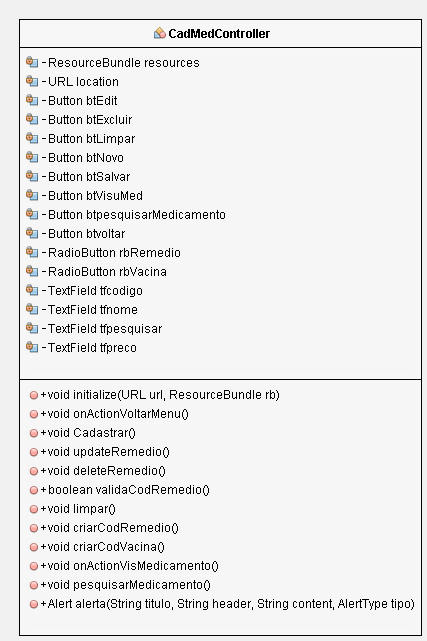 CadMedController
-ResourceBundle resources
-URL location
-Button btEdit
-Button btExcluir
-Button btLimpar
-Button btNovo
-Button btSalvar
-Button btVisuMed
-Button btpesquisarMedicamento
-Button btvoltar
-RadioButton rbRemedio
-RadioButton rbVacina
-TextField tfcodigo
-TextField tfnome
-TextField tfpesquisar
-TextField tfpreco
+void initialize(URL url, ResourceBundle rb)
+void onActionVoltarMenu()
+void Cadastrar()
+void updateRemedio()
+void deleteRemedio()
+boolean validaCodRemedio()
+void limpar()
+void criarCodRemedio()
+void criarCodVacina()
+void onActionVisMedicamento()
+void pesquisarMedicamento()
+Alert alerta(String titulo, String header, String content, AlertType tipo)